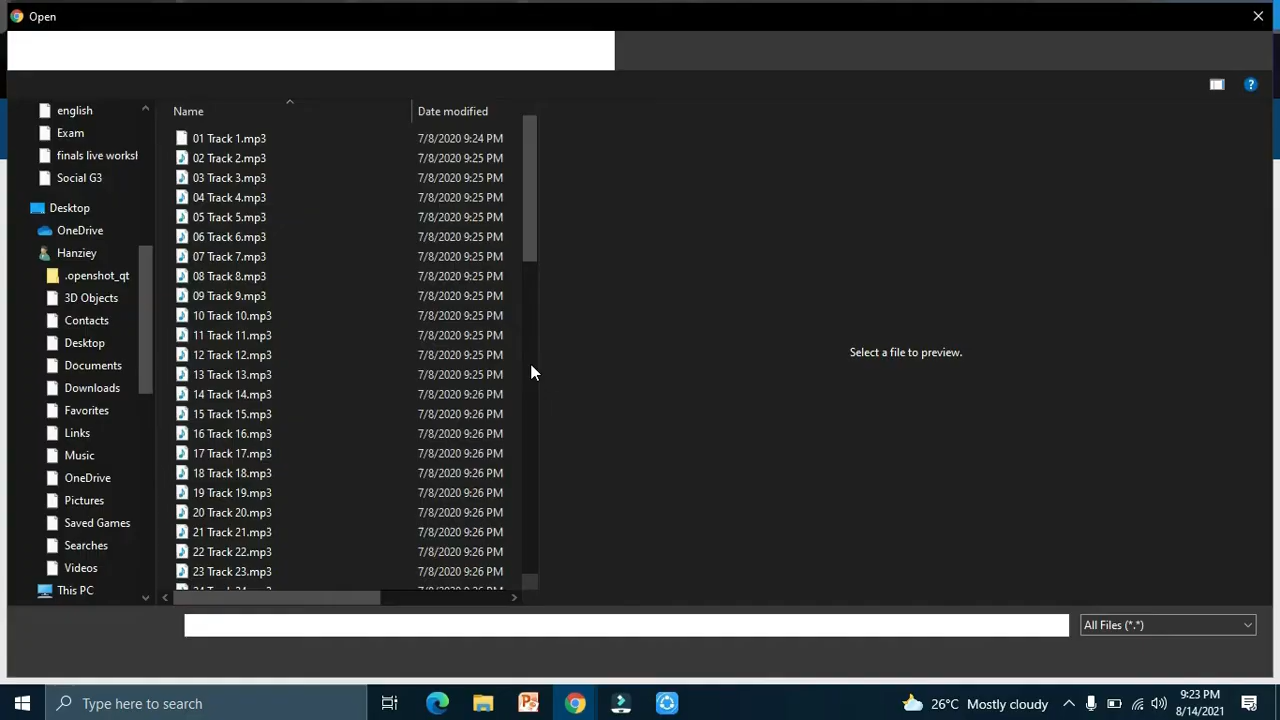 Open
english
Exam
finals live worksl
Social G3
Desktop
OneDrive
Hanziey
.openshot_qt
3D Objects
Contacts
Desktop
Documents
Downloads
Favorites
Links
Music
OneDrive
Pictures
Saved Games
Searches
Videos
This PC
Name Date modified
01 Track 1.mp3 7/8/2020 9:24 PM
02 Track 2.mp3 7/8/2020 9:25 PM
03 Track 3.mp3 7/8/2020 9:25 PM
04 Track 4.mp3 7/8/2020 9:25 PM
05 Track 5.mp3 7/8/2020 9:25 PM
06 Track 6.mp3 7/8/2020 9:25 PM
07 Track 7.mp3 7/8/2020 9:25 PM
08 Track 8.mp3 7/8/2020 9:25 PM
09 Track 9.mp3 7/8/2020 9:25 PM
10 Track 10.mp3 7/8/2020 9:25 PM
11 Track 11.mp3 7/8/2020 9:25 PM
12 Track 12.mp3 7/8/2020 9:25 PM
13 Track 13.mp3 7/8/2020 9:25 PM
14 Track 14.mp3 7/8/2020 9:26 PM
15 Track 15.mp3 7/8/2020 9:26 PM
16 Track 16.mp3 7/8/2020 9:26 PM
17 Track 17.mp3 7/8/2020 9:26 PM
18 Track 18.mp3 7/8/2020 9:26 PM
19 Track 19.mp3 7/8/2020 9:26 PM
20 Track 20.mp3 7/8/2020 9:26 PM
21 Track 21.mp3 7/8/2020 9:26 PM
22 Track 22.mp3 7/8/2020 9:26 PM
23 Track 23.mp3 7/8/2020 9:26 PM
Select a file to preview.
All Files (*.*)
Type here to search
26°C Mostly cloudy
9:23 PM
8/14/2021